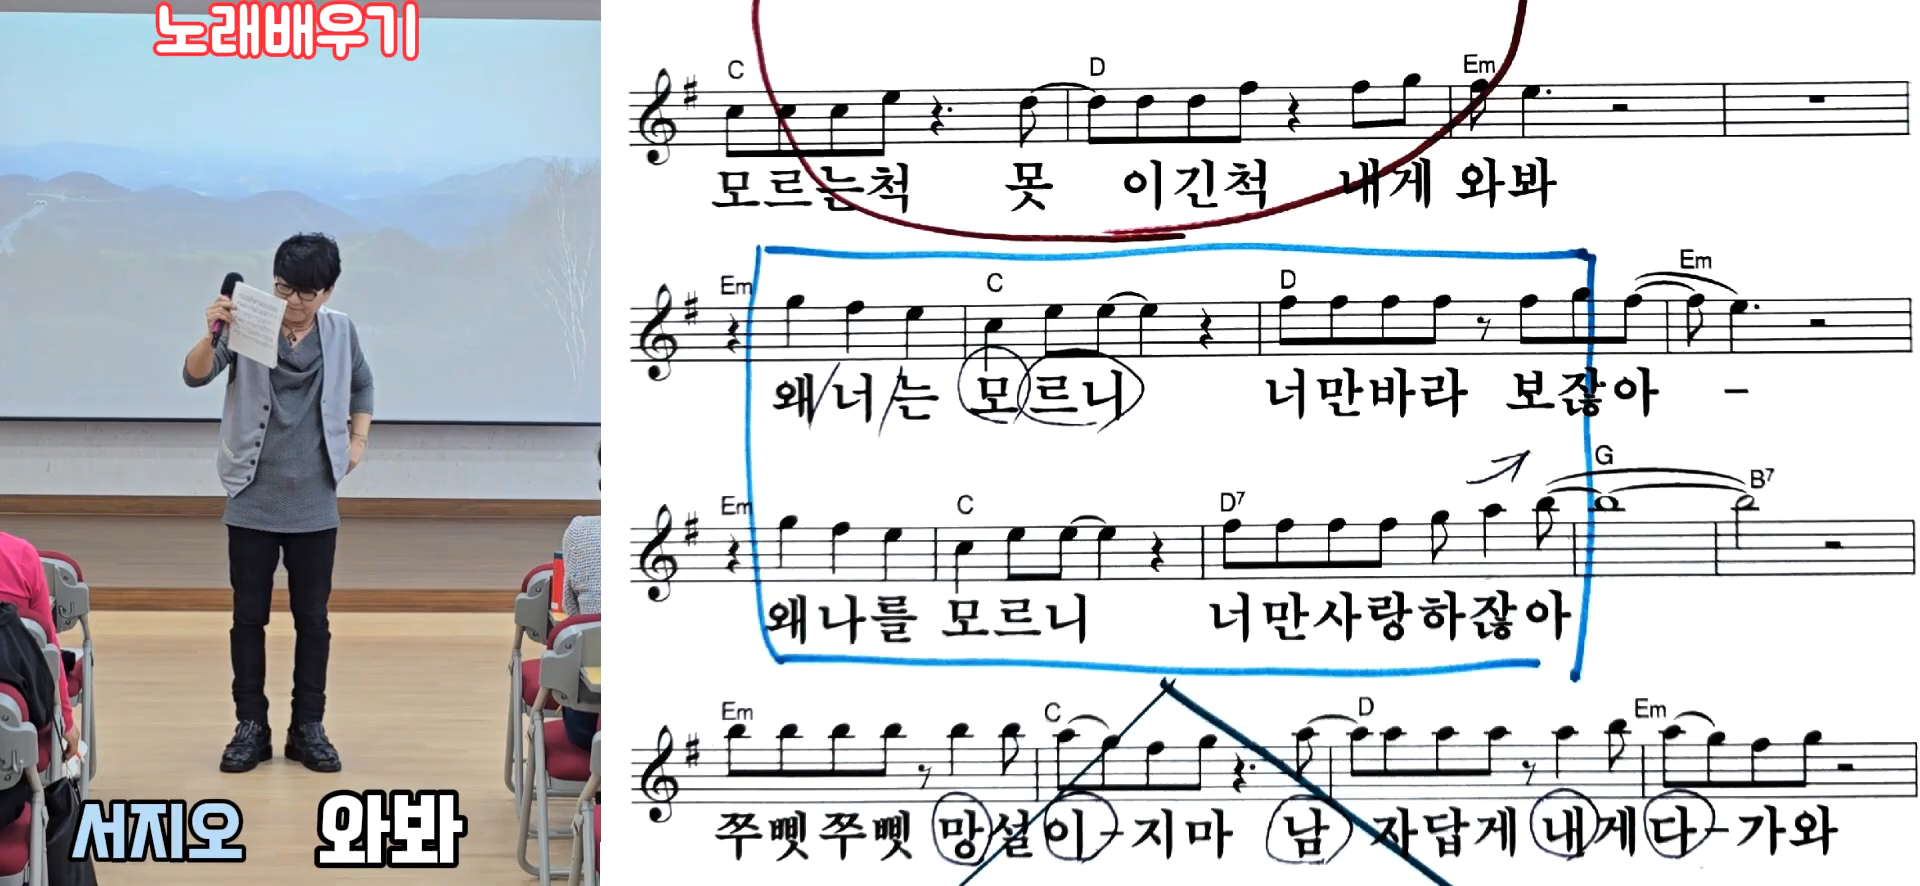 노래배우기
서지오 와봐
C D Em
모르는척 못 이긴척 내게 와봐
Em C D Em
왜 너 는 모르니 너만바라 보잖아 -
Em C D7 G B7
왜나를 모르니 너만사랑하잖아
Em C D Em
쭈뼛쭈뼛 망설이-지마 남 자답게 내게다-가와